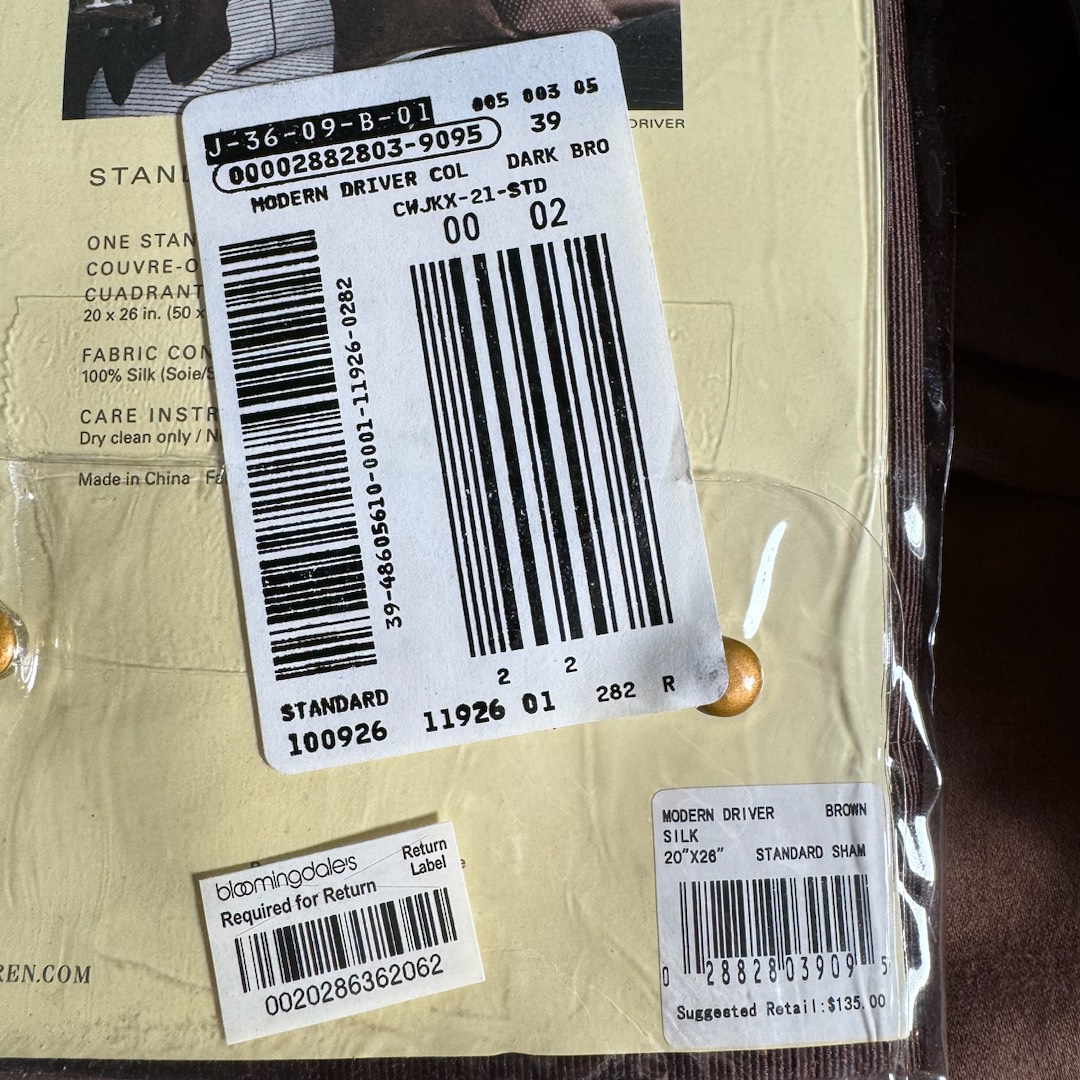 DRIVER
J-36-09-B-01
005 003 05
00002882803-9095
39
MODERN DRIVER COL
DARK BRO
CWJKX-21-STD
00 02
39-48605610-0001-11926-0282
2 2
STANDARD
282 R
100926 11926 01
ONE STAN
COUVRE-O
CUADRANT
20 x 26 in. (50 x
FABRIC CON
100% Silk (Soie/S
CARE INSTR
Dry clean only / N
Made in China Fa
bloomingdale's
Return
Label
Required for Return
0020286362062
REN.COM
MODERN DRIVER BROWN
SILK
20"X26" STANDARD SHAM
0 28828 03909 5
Suggested Retail:$135.00